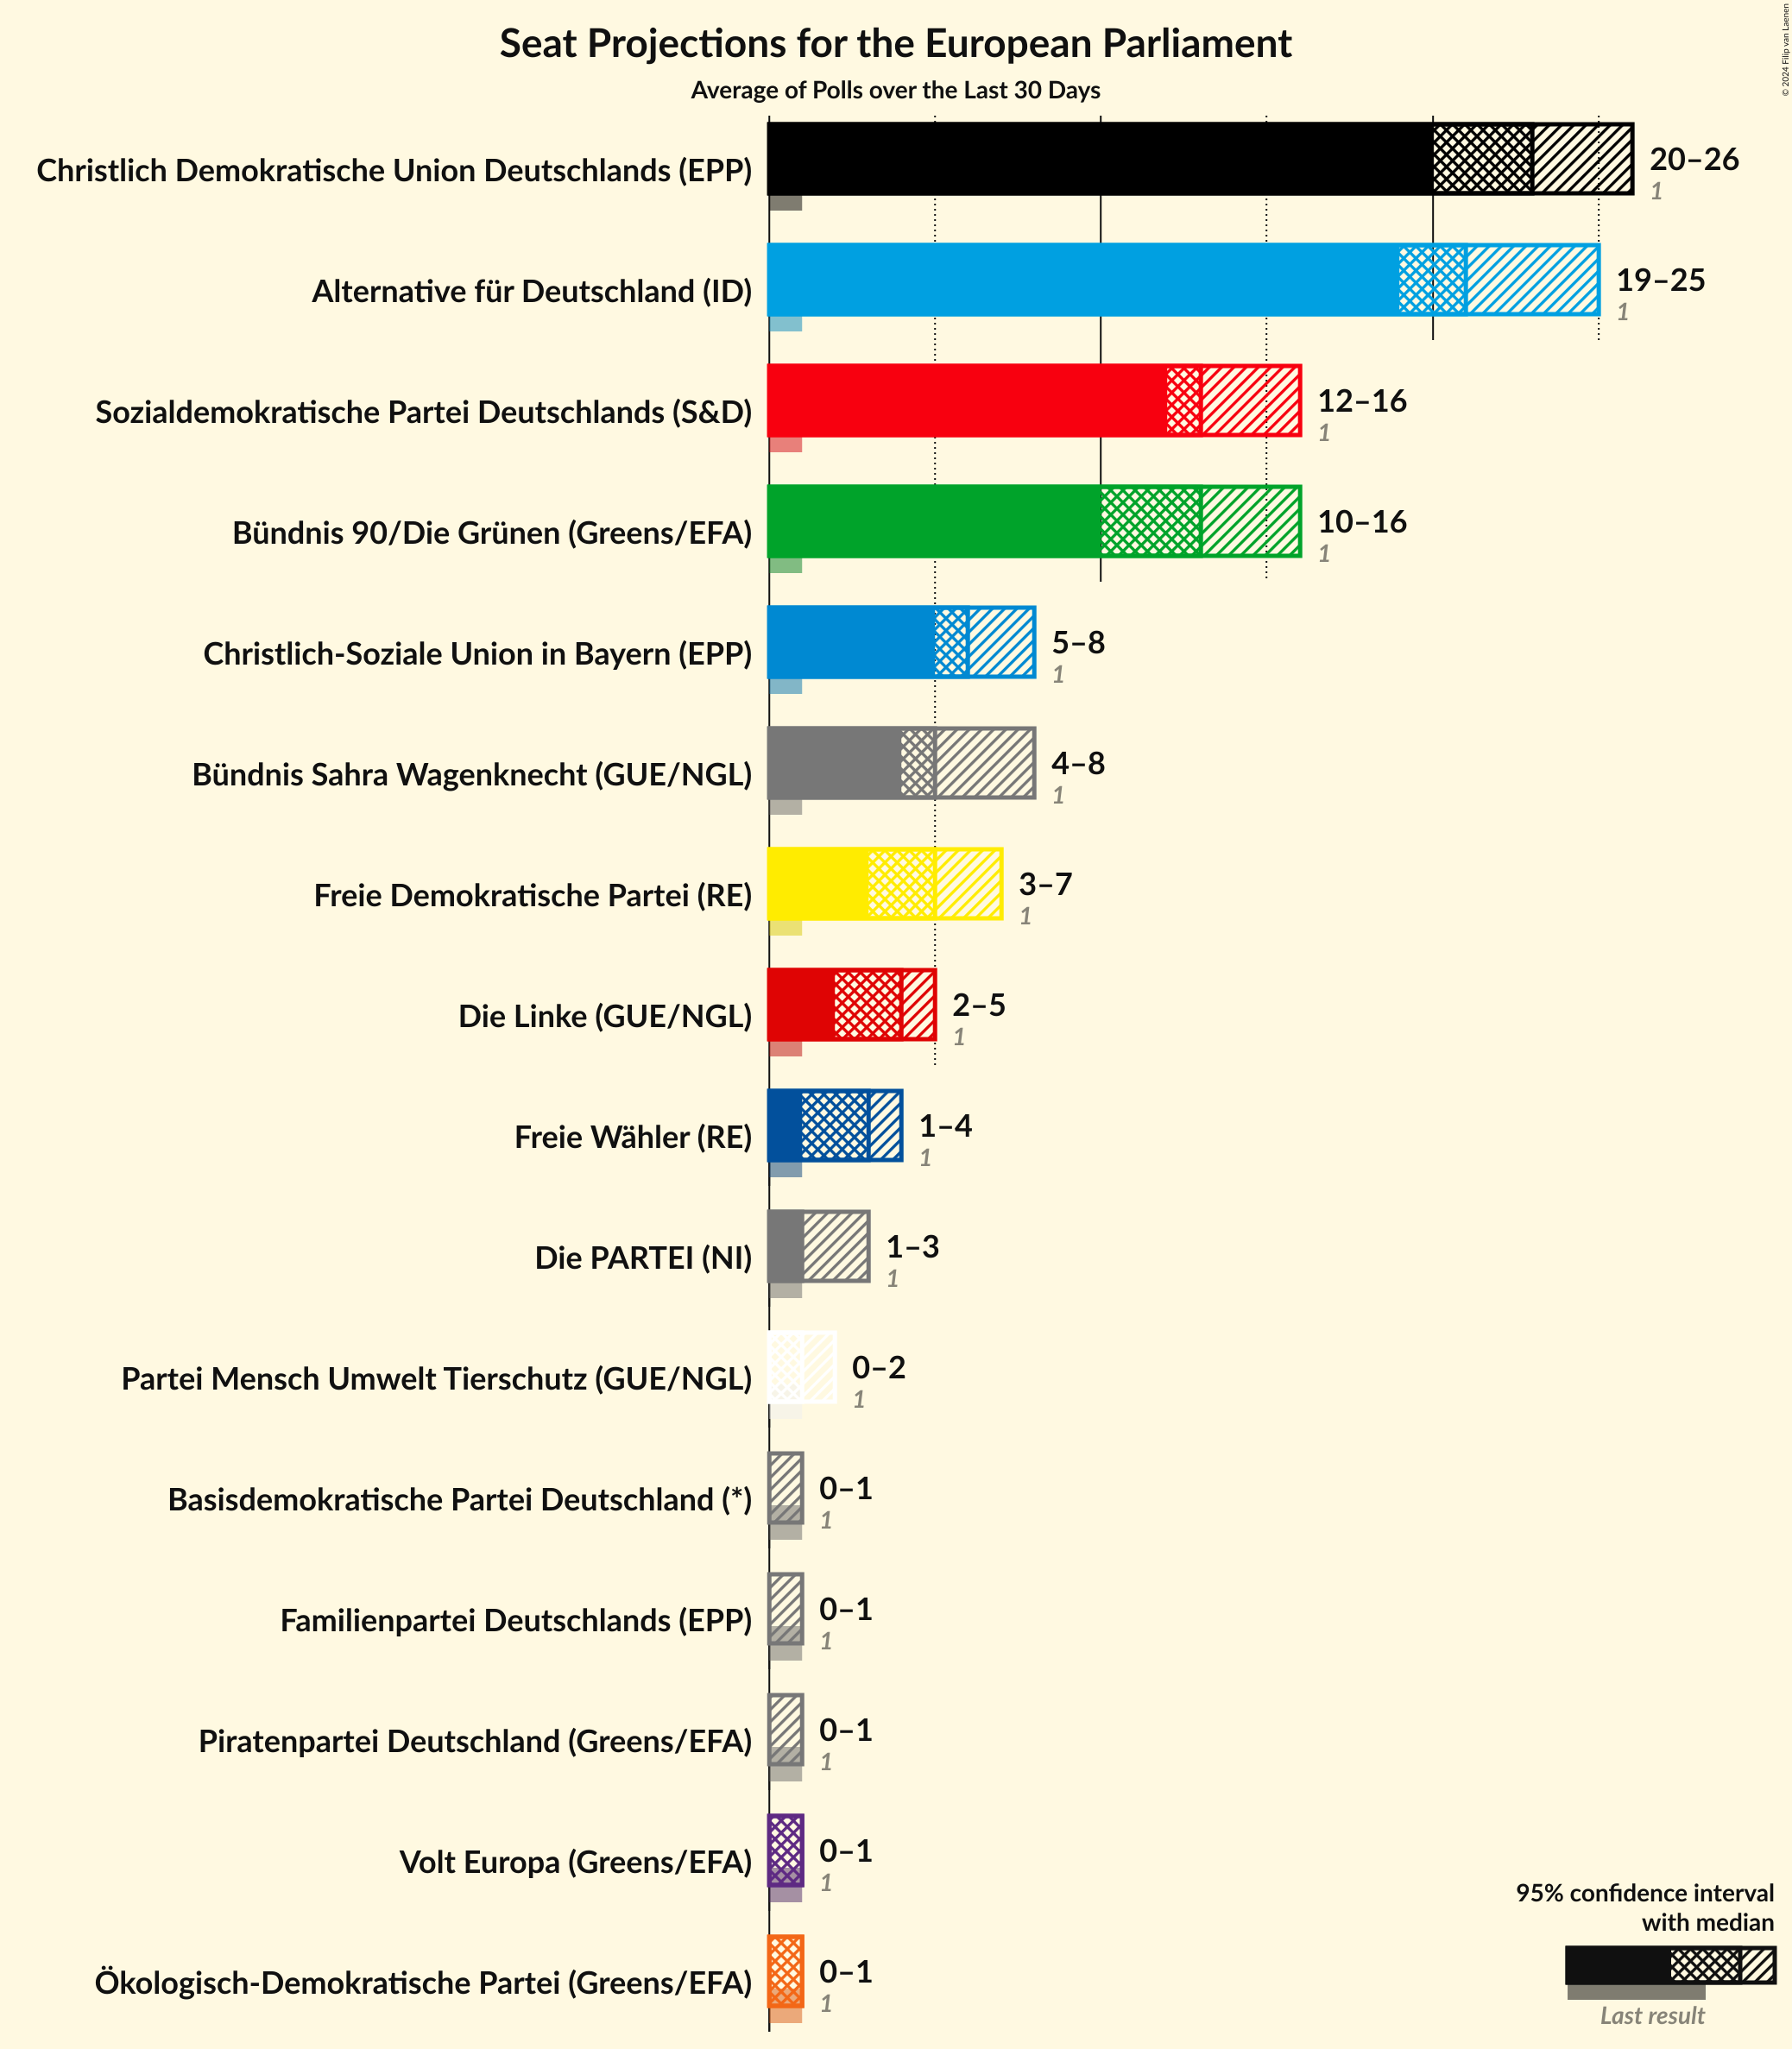 Seat Projections for the European Parliament
Average of Polls over the Last 30 Days
© 2024 Filip van Laenen
Christlich Demokratische Union Deutschlands (EPP)
20–26
1
Alternative für Deutschland (ID)
19–25
1
Sozialdemokratische Partei Deutschlands (S&D)
12–16
1
Bündnis 90/Die Grünen (Greens/EFA)
10–16
1
Christlich-Soziale Union in Bayern (EPP)
5–8
1
Bündnis Sahra Wagenknecht (GUE/NGL)
4–8
1
Freie Demokratische Partei (RE)
3–7
1
Die Linke (GUE/NGL)
2–5
1
Freie Wähler (RE)
1–4
1
Die PARTEI (NI)
1–3
1
Partei Mensch Umwelt Tierschutz (GUE/NGL)
0–2
1
Basisdemokratische Partei Deutschland (*)
0–1
1
Familienpartei Deutschlands (EPP)
0–1
1
Piratenpartei Deutschland (Greens/EFA)
0–1
1
Volt Europa (Greens/EFA)
0–1
1
Ökologisch-Demokratische Partei (Greens/EFA)
0–1
1
95% confidence interval
with median
Last result